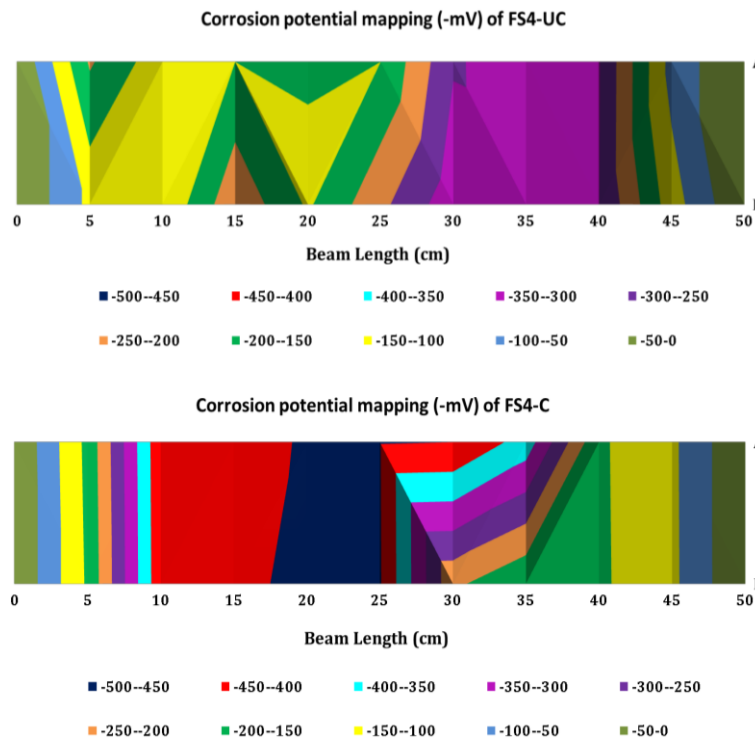 Corrosion potential mapping (-mV) of FS4-UC
0 5 10 15 20 25 30 35 40 45 50
Beam Length (cm)
-500--450 -450--400 -400--350 -350--300 -300--250
-250--200 -200--150 -150--100 -100--50 -50-0
Corrosion potential mapping (-mV) of FS4-C
0 5 10 15 20 25 30 35 40 45 50
Beam Length (cm)
-500--450 -450--400 -400--350 -350--300 -300--250
-250--200 -200--150 -150--100 -100--50 -50-0